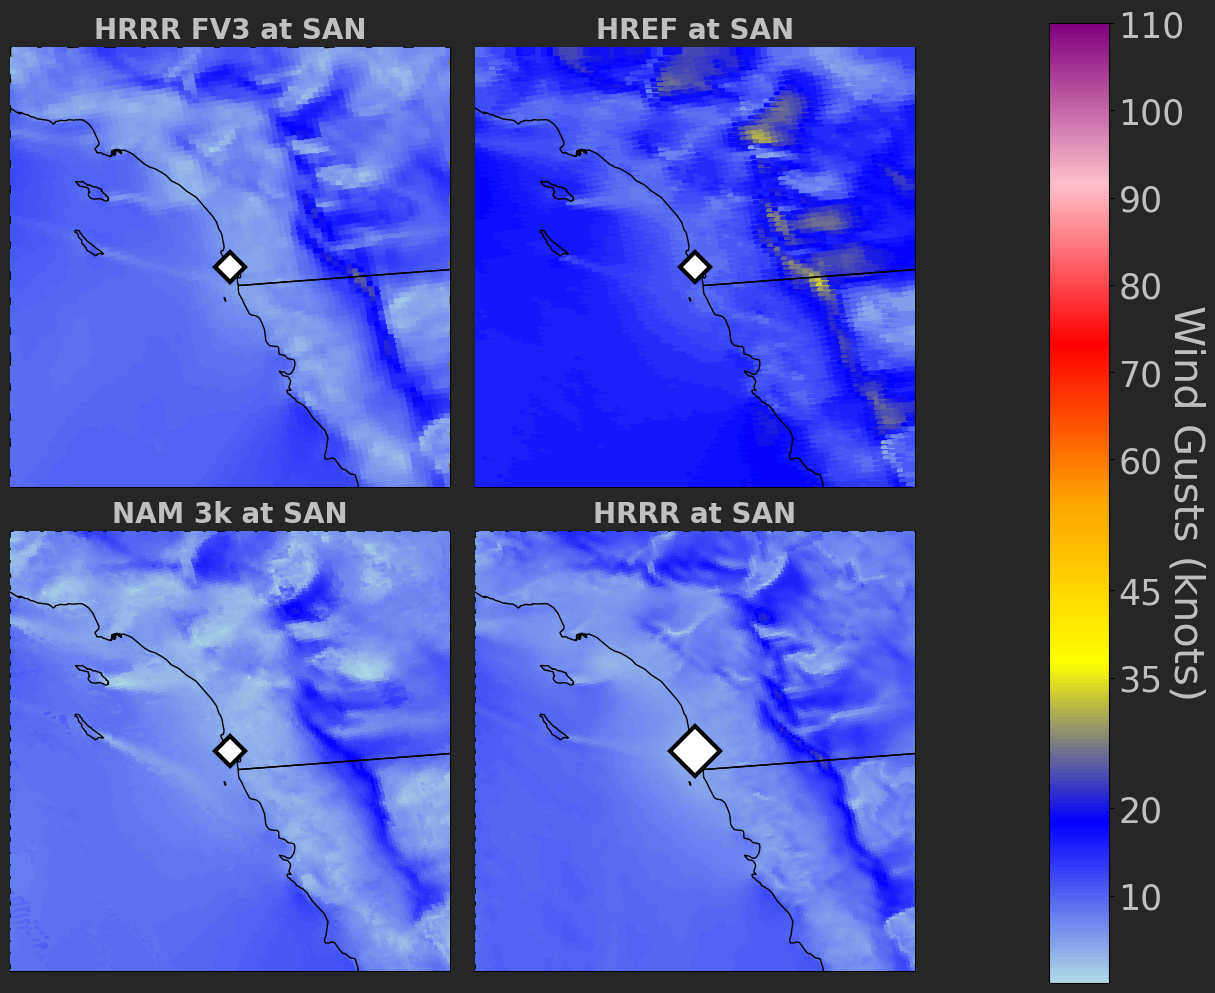 HRRR FV3 at SAN
HREF at SAN
NAM 3k at SAN
HRRR at SAN
110
100
90
80
70
60
45
35
20
10
Wind Gusts (knots)